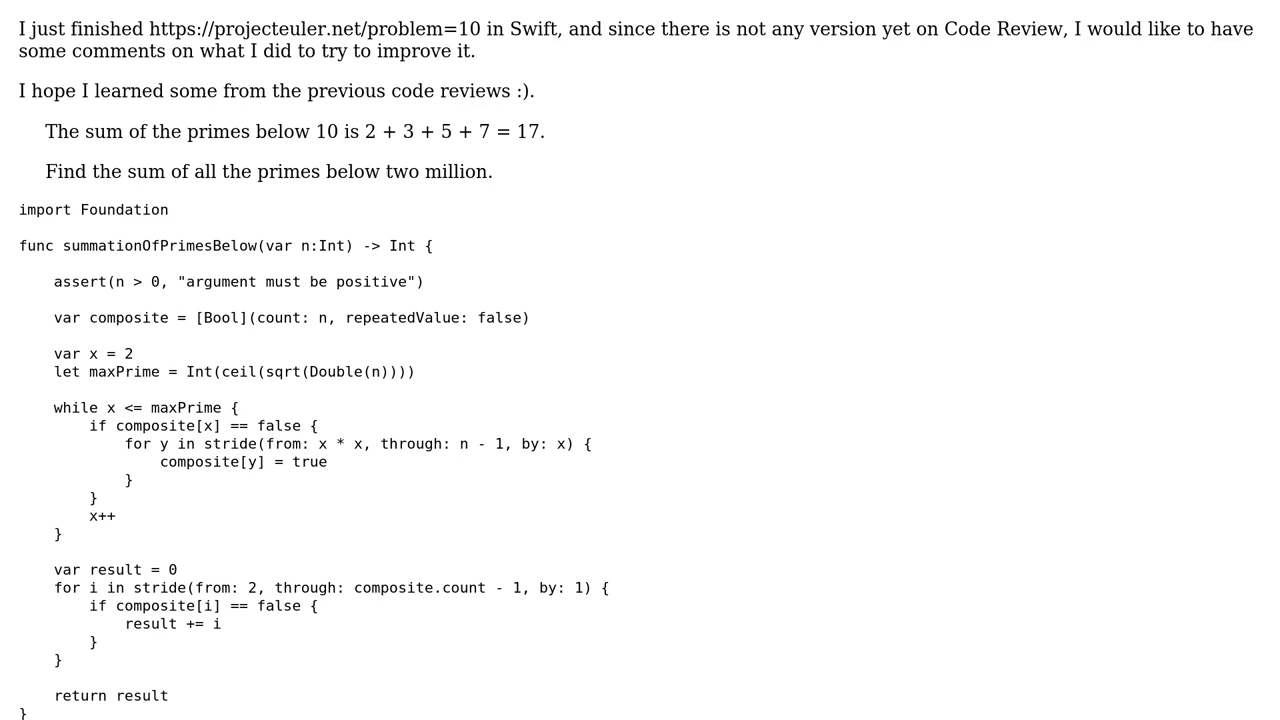 I just finished https://projecteuler.net/problem=10 in Swift, and since there is not any version yet on Code Review, I would like to have
some comments on what I did to try to improve it.
I hope I learned some from the previous code reviews :).
The sum of the primes below 10 is 2 + 3 + 5 + 7 = 17.
Find the sum of all the primes below two million.
import Foundation
func summationOfPrimesBelow(var n:Int) -> Int {
    assert(n > 0, "argument must be positive")
    var composite = [Bool](count: n, repeatedValue: false)
    var x = 2
    let maxPrime = Int(ceil(sqrt(Double(n))))
    while x <= maxPrime {
        if composite[x] == false {
            for y in stride(from: x * x, through: n - 1, by: x) {
                composite[y] = true
            }
        }
        x++
    }
    var result = 0
    for i in stride(from: 2, through: composite.count - 1, by: 1) {
        if composite[i] == false {
            result += i
        }
    }
    return result
}